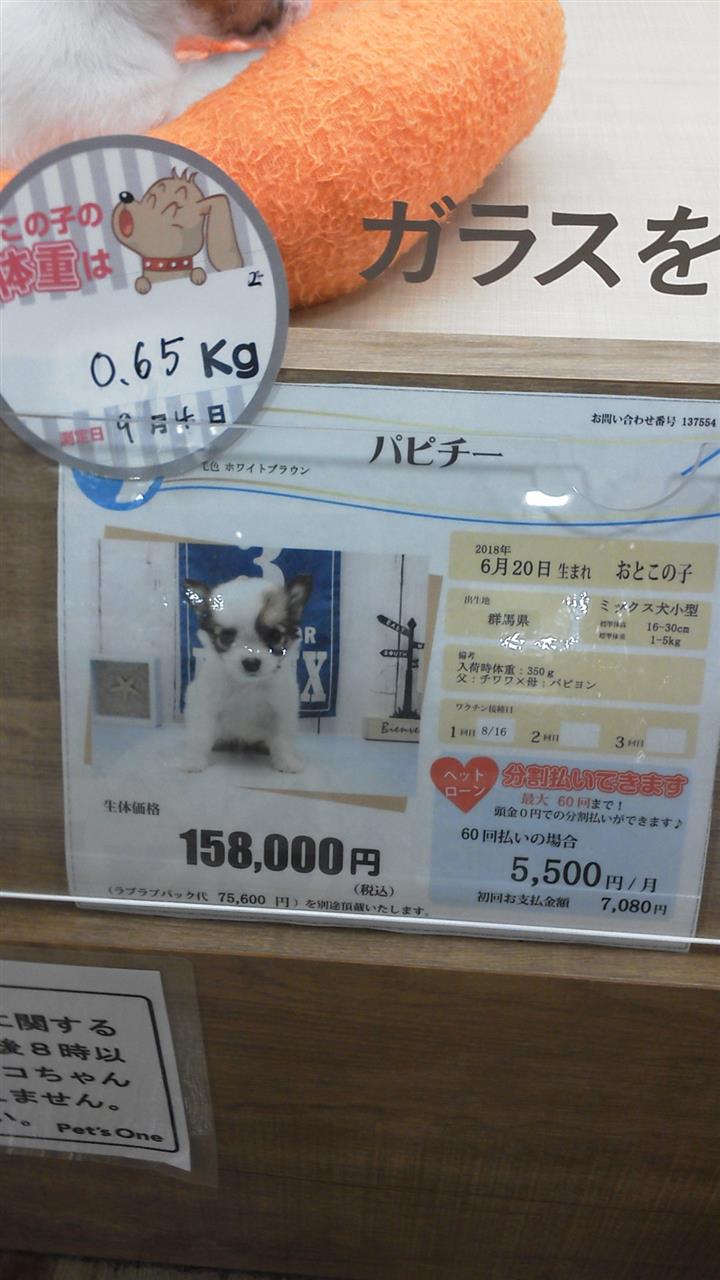 ガラスを
この子の
体重は
0.65 Kg
測定日 9月4日
お問い合わせ番号 137554
パピチー
毛色 ホワイトブラウン
2018年
6月20日 生まれ おとこの子
出生地
群馬県
ミックス犬小型
標準体高 16-30cm
標準体重 1-5kg
備考
入荷時体重：350g
父：チワワ×母：パピヨン
ワクチン接種日
1回目 8/16 2回目 3回目
ペットローン
分割払いできます
最大 60回まで！
頭金0円での分割払いができます♪
60回払いの場合
5,500円/月
初回お支払金額 7,080円
生体価格
158,000円
(税込)
(ラブラブパック代 75,600 円)を別途頂戴いたします。
3
EAST
SOUTH
Bienve
に関する
後8時以
コちゃん
ません。
い。 Pet's One